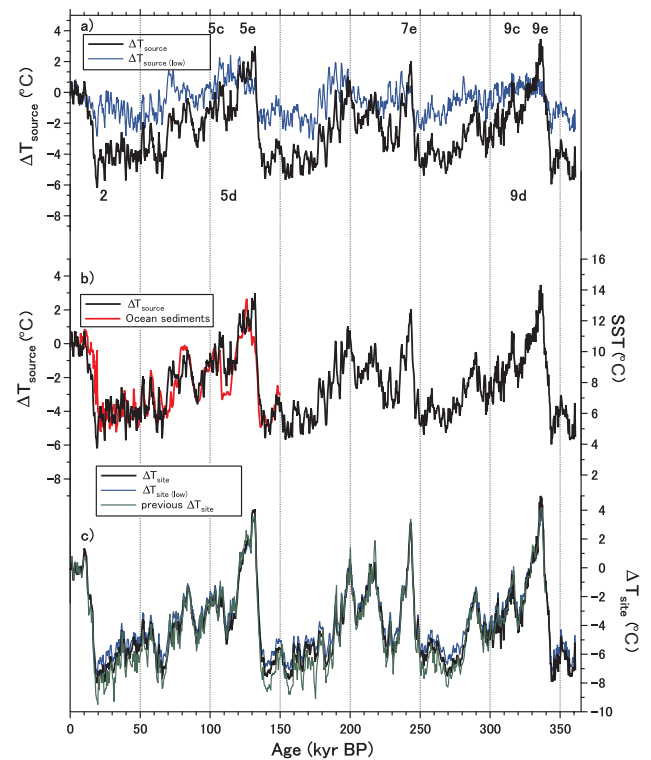 a) 5c 5e 7e 9c 9e
ΔTsource
ΔTsource (low)
4
2
0
-2
-4
-6
-8
ΔTsource (°C)
2 5d 9d
b)
ΔTsource
Ocean sediments
4
2
0
-2
-4
-6
-8
ΔTsource (°C)
16
14
12
10
8
6
4
2
SST (°C)
ΔTsite
ΔTsite (low)
previous ΔTsite
c)
4
2
0
-2
-4
-6
-8
-10
ΔTsite (°C)
0 50 100 150 200 250 300 350
Age (kyr BP)